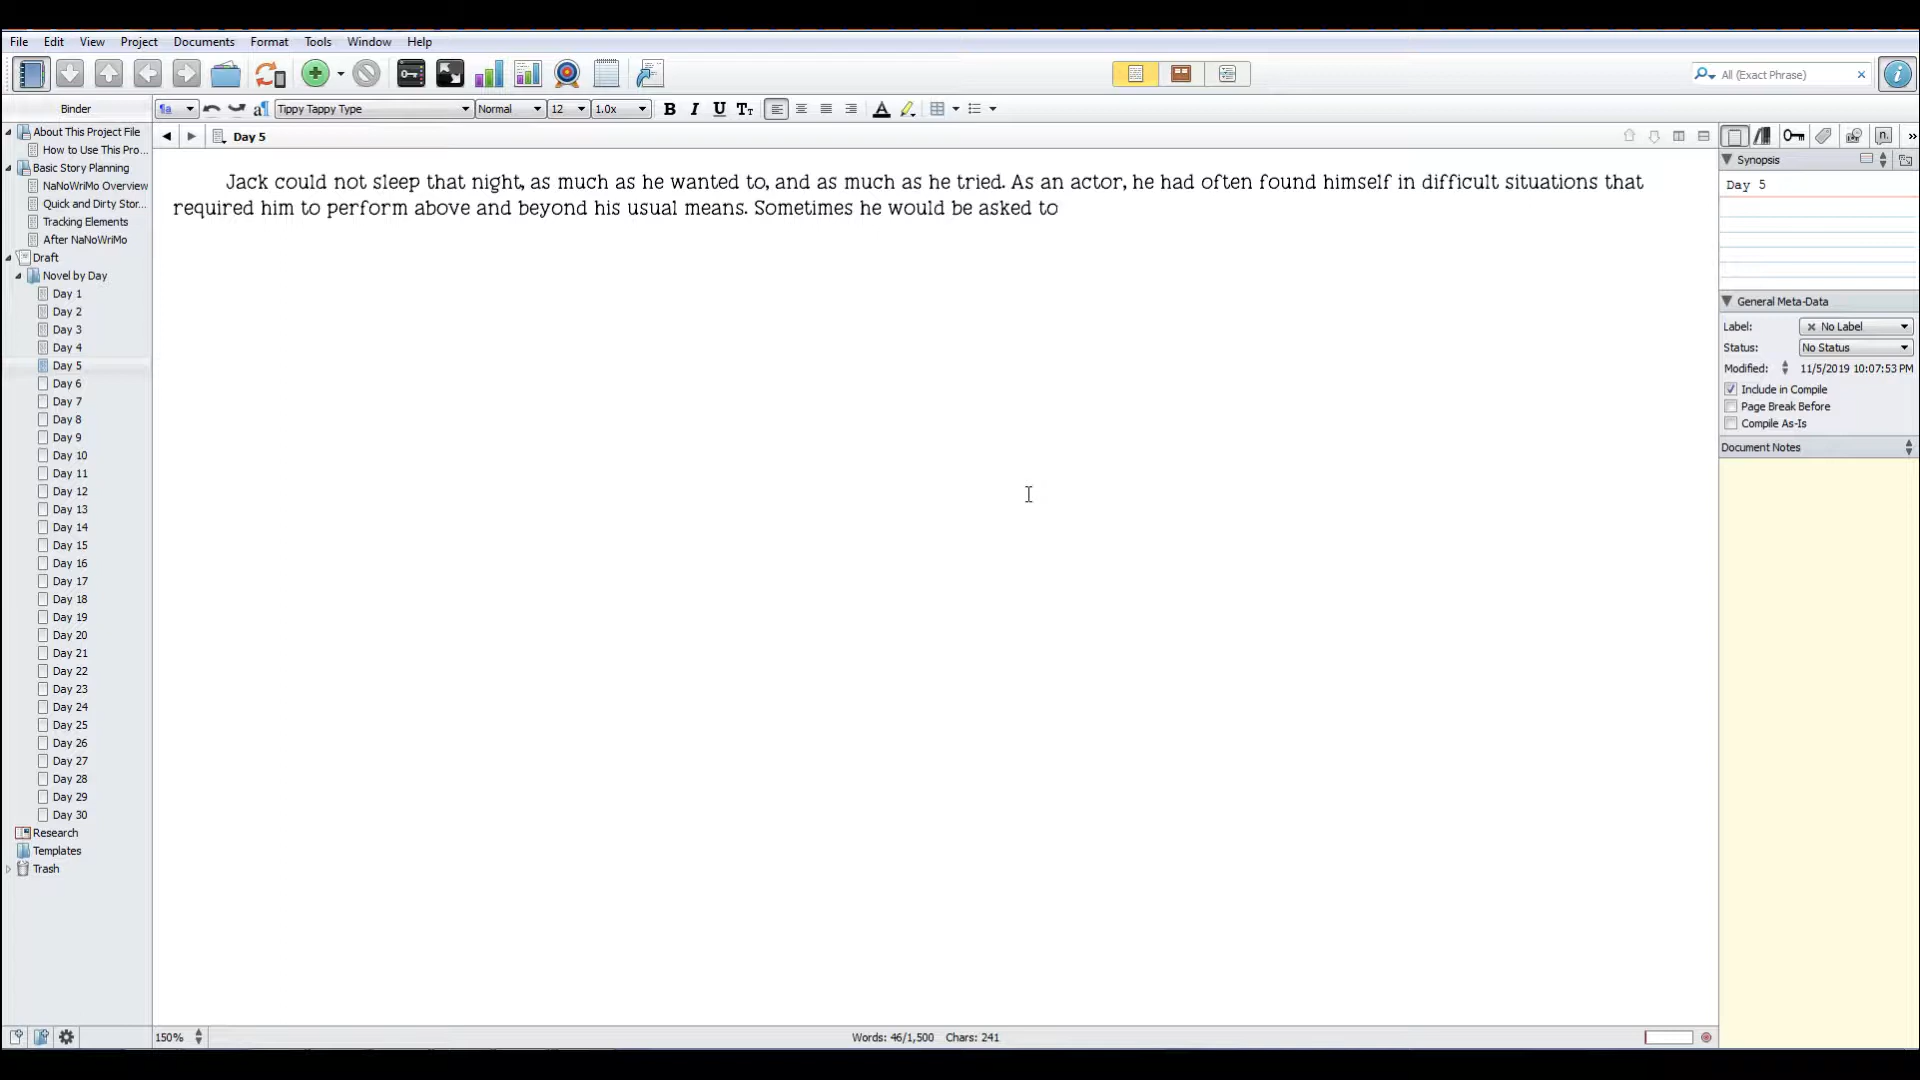 File Edit View Project Documents Format Tools Window Help
All (Exact Phrase)
Binder
Tippy Tappy Type Normal 12 1.0x B I U
Day 5
About This Project File
How to Use This Pro...
Basic Story Planning
NaNoWriMo Overview
Quick and Dirty Stor...
Tracking Elements
After NaNoWriMo
Draft
Novel by Day
Day 1
Day 2
Day 3
Day 4
Day 5
Day 6
Day 7
Day 8
Day 9
Day 10
Day 11
Day 12
Day 13
Day 14
Day 15
Day 16
Day 17
Day 18
Day 19
Day 20
Day 21
Day 22
Day 23
Day 24
Day 25
Day 26
Day 27
Day 28
Day 29
Day 30
Research
Templates
Trash
Jack could not sleep that night, as much as he wanted to, and as much as he tried. As an actor, he had often found himself in difficult situations that
required him to perform above and beyond his usual means. Sometimes he would be asked to
Synopsis
Day 5
General Meta-Data
Label: No Label
Status: No Status
Modified: 11/5/2019 10:07:53 PM
Include in Compile
Page Break Before
Compile As-Is
Document Notes
150%
Words: 46/1,500 Chars: 241